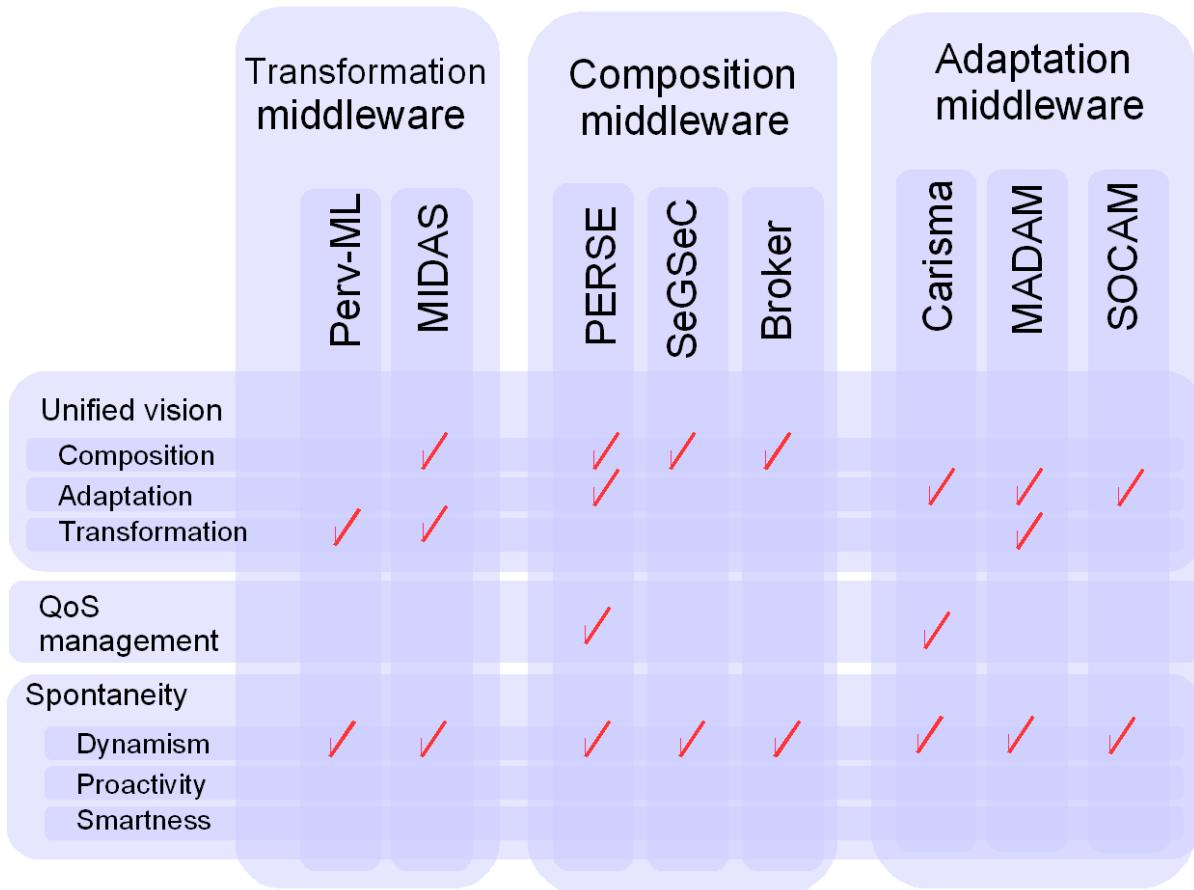 Transformation
middleware
Composition
middleware
Adaptation
middleware
Perv-ML
MIDAS
PERSE
SeGSeC
Broker
Carisma
MADAM
SOCAM
Unified vision
Composition
Adaptation
Transformation
QoS
management
Spontaneity
Dynamism
Proactivity
Smartness